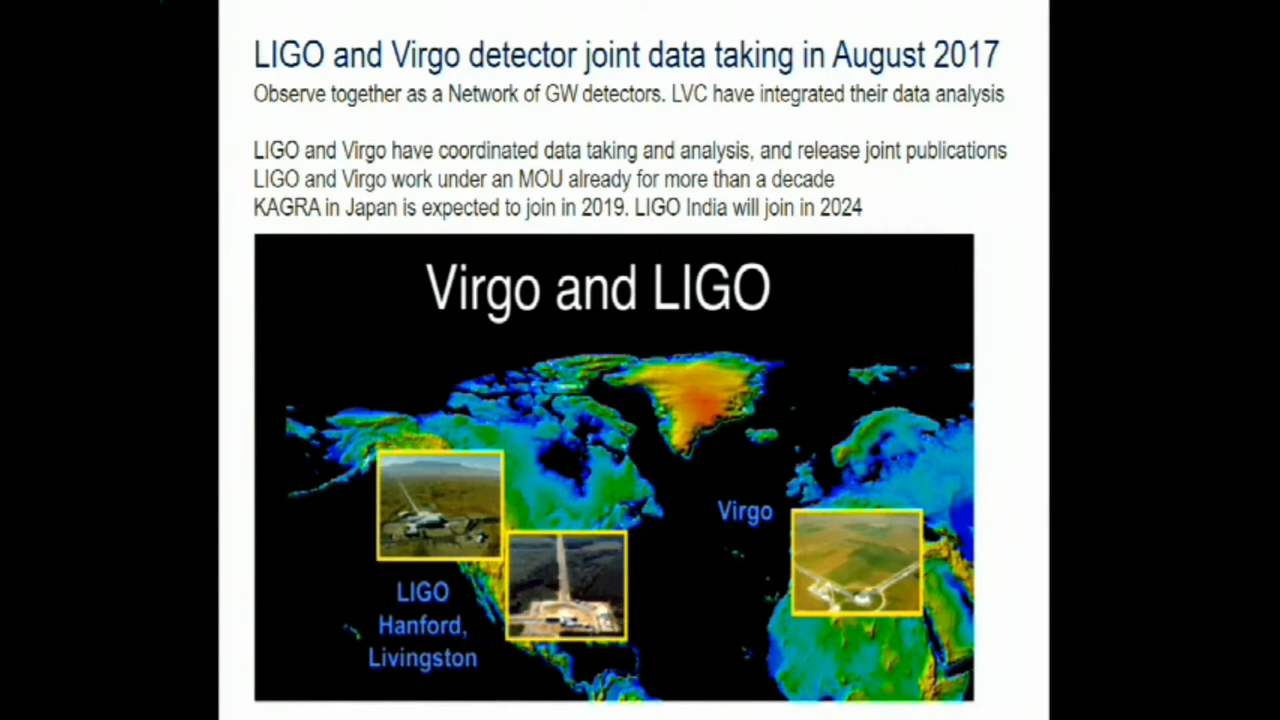 LIGO and Virgo detector joint data taking in August 2017
Observe together as a Network of GW detectors. LVC have integrated their data analysis
LIGO and Virgo have coordinated data taking and analysis, and release joint publications
LIGO and Virgo work under an MOU already for more than a decade
KAGRA in Japan is expected to join in 2019. LIGO India will join in 2024
Virgo and LIGO
Virgo
LIGO
Hanford,
Livingston